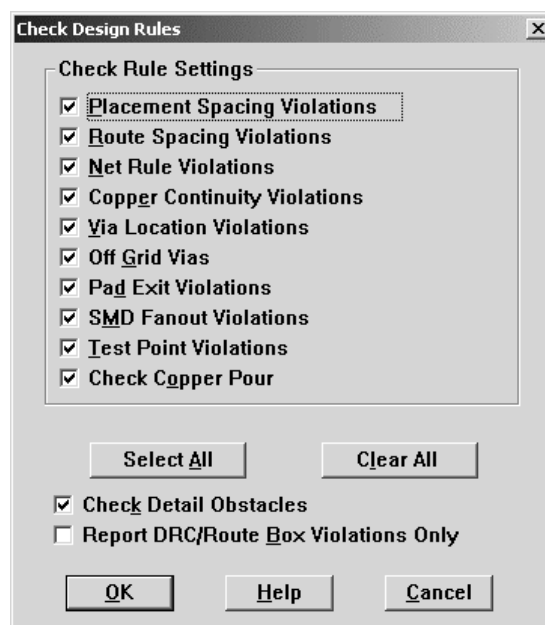 Check Design Rules
Check Rule Settings
Placement Spacing Violations
Route Spacing Violations
Net Rule Violations
Copper Continuity Violations
Via Location Violations
Off Grid Vias
Pad Exit Violations
SMD Fanout Violations
Test Point Violations
Check Copper Pour
Select All
Clear All
Check Detail Obstacles
Report DRC/Route Box Violations Only
OK
Help
Cancel